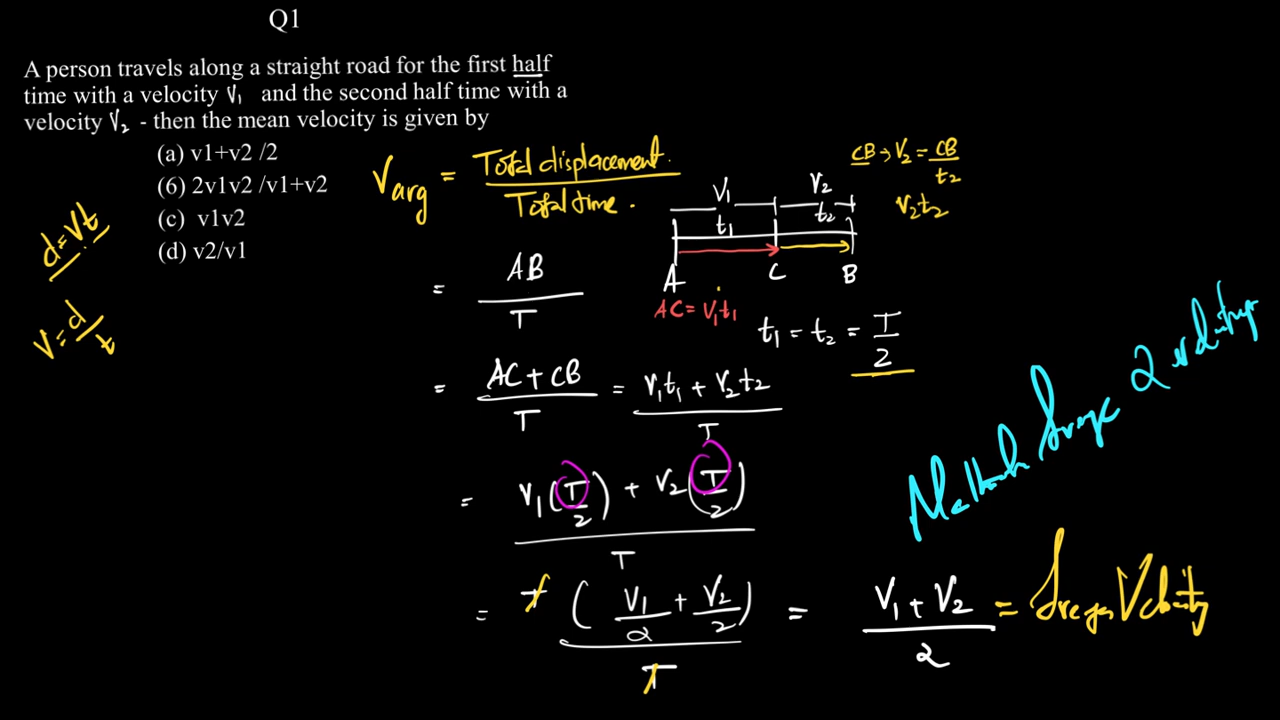 Q1
A person travels along a straight road for the first half
time with a velocity V1 and the second half time with a
velocity V2 - then the mean velocity is given by
(a) v1+v2 /2
(6) 2v1v2 /v1+v2
(c) v1v2
(d) v2/v1
d=Vt
V=d/t
Varg = Total displacement. / Total time.
= AB / T
= AC + CB / T = V1t1 + V2t2 / T
= V1(T/2) + V2(T/2) / T
= T (V1/2 + V2/2) / T = V1 + V2 / 2 = Velocity
CB → V2 = CB / t2
V2t2
V1 V2
t1 t2
A C B
AC = V1t1
t1 = t2 = T/2
2